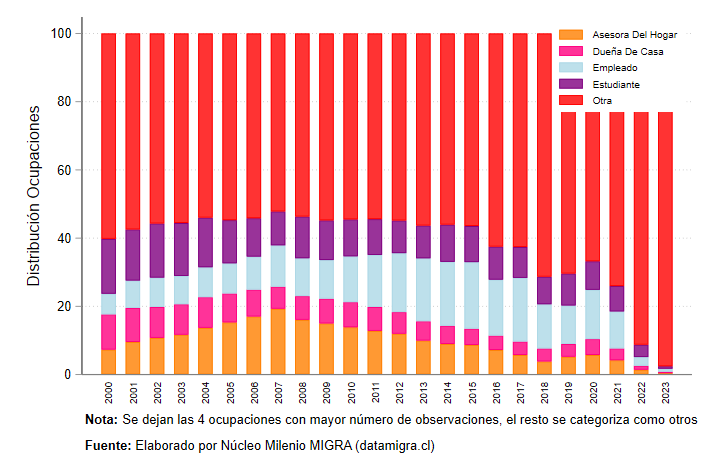 Distribución Ocupaciones
100
80
60
40
20
0
Asesora Del Hogar
Dueña De Casa
Empleado
Estudiante
Otra
2000 2001 2002 2003 2004 2005 2006 2007 2008 2009 2010 2011 2012 2013 2014 2015 2016 2017 2018 2019 2020 2021 2022 2023
Nota: Se dejan las 4 ocupaciones con mayor número de observaciones, el resto se categoriza como otros
Fuente: Elaborado por Núcleo Milenio MIGRA (datamigra.cl)